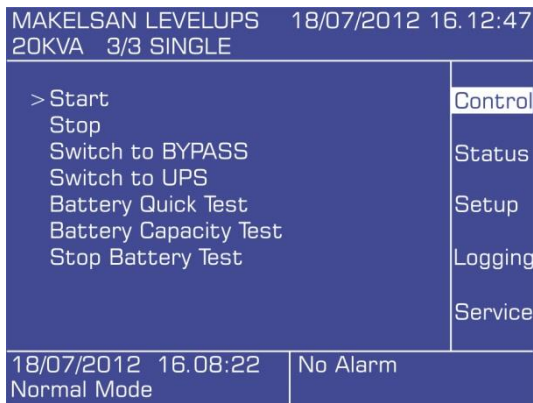 MAKELSAN LEVELUPS 18/07/2012 16.12:47
20KVA 3/3 SINGLE
> Start
Stop
Switch to BYPASS
Switch to UPS
Battery Quick Test
Battery Capacity Test
Stop Battery Test
Control
Status
Setup
Logging
Service
18/07/2012 16.08:22 No Alarm
Normal Mode